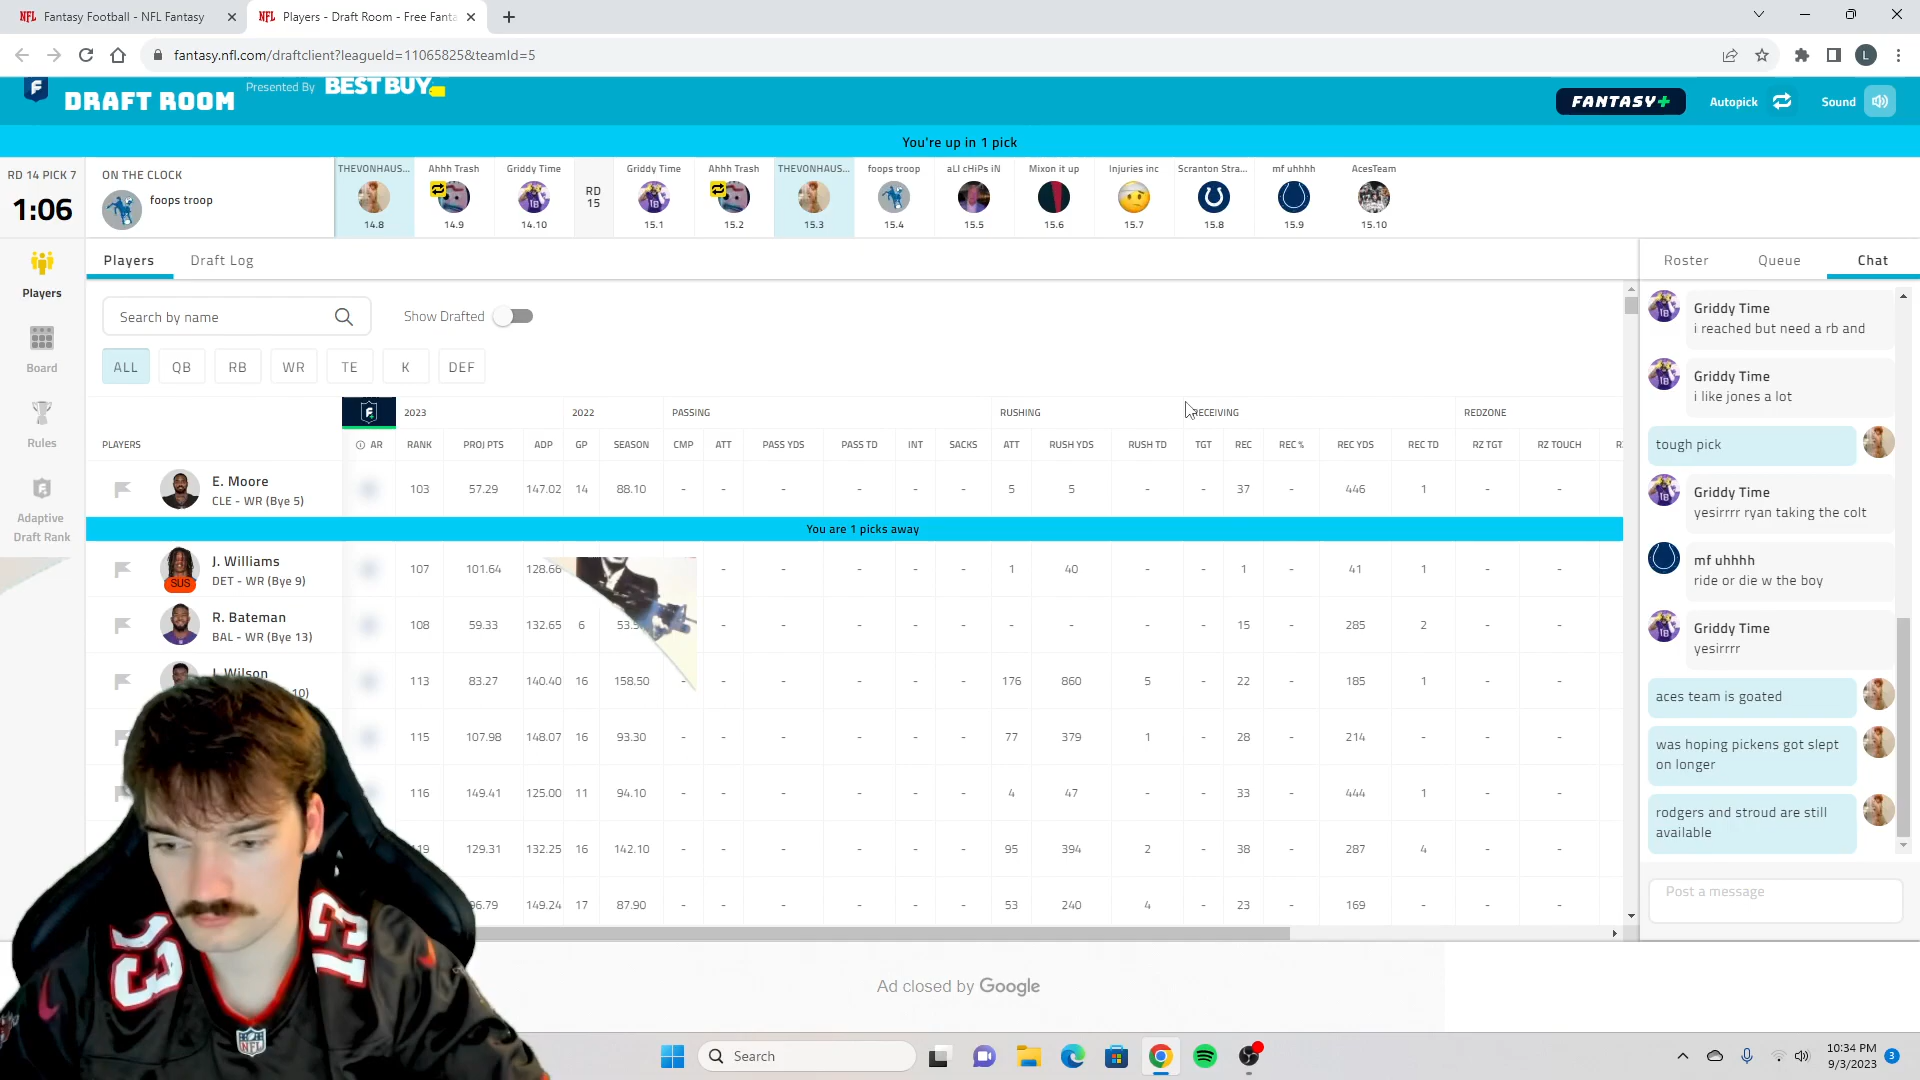 Fantasy Football - NFL Fantasy
Players - Draft Room - Free Fanta
fantasy.nfl.com/draftclient?leagueId=11065825&teamId=5
L
DRAFT ROOM
Presented By BEST BUY
FANTASY+
Autopick
Sound
You're up in 1 pick
RD 14 PICK 7
1:06
ON THE CLOCK
foops troop
THEVONHAUS... Ahhh Trash Griddy Time RD 15 Griddy Time Ahhh Trash THEVONHAUS... foops troop aLI cHiPs iN Mixon it up Injuries inc Scranton Stra... mf uhhhh AcesTeam
14.8 14.9 14.10 15.1 15.2 15.3 15.4 15.5 15.6 15.7 15.8 15.9 15.10
Players
Board
Rules
Adaptive
Draft Rank
Players Draft Log
Search by name
Show Drafted
ALL QB RB WR TE K DEF
2023 2022 PASSING RUSHING RECEIVING REDZONE
PLAYERS AR RANK PROJ PTS ADP GP SEASON CMP ATT PASS YDS PASS TD INT SACKS ATT RUSH YDS RUSH TD TGT REC REC % REC YDS REC TD RZ TGT RZ TOUCH
E. Moore
CLE - WR (Bye 5)
103 57.29 147.02 14 88.10 - - - - - - 5 5 - - 37 - 446 1 - -
You are 1 picks away
J. Williams
SUS
DET - WR (Bye 9)
107 101.64 128.66 - - - - - 1 40 - - 1 - 41 1 - -
R. Bateman
BAL - WR (Bye 13)
108 59.33 132.65 6 - - - - - - - - - 15 - 285 2 - -
J. Wilson
10)
113 83.27 140.40 16 158.50 - - - - - - 176 860 5 - 22 - 185 1 - -
115 107.98 148.07 16 93.30 - - - - - - 77 379 1 - 28 - 214 - - -
116 149.41 125.00 11 94.10 - - - - - - 4 47 - - 33 - 444 1 - -
129.31 132.25 16 142.10 - - - - - - 95 394 2 - 38 - 287 4 - -
149.24 17 87.90 - - - - - - 53 240 4 - 23 - 169 - - -
Roster Queue Chat
Griddy Time
i reached but need a rb and
Griddy Time
i like jones a lot
tough pick
Griddy Time
yesirrrr ryan taking the colt
mf uhhhh
ride or die w the boy
Griddy Time
yesirrrr
aces team is goated
was hoping pickens got slept
on longer
rodgers and stroud are still
available
Post a message
Ad closed by Google
13
NFL
Search
10:34 PM
9/3/2023
3